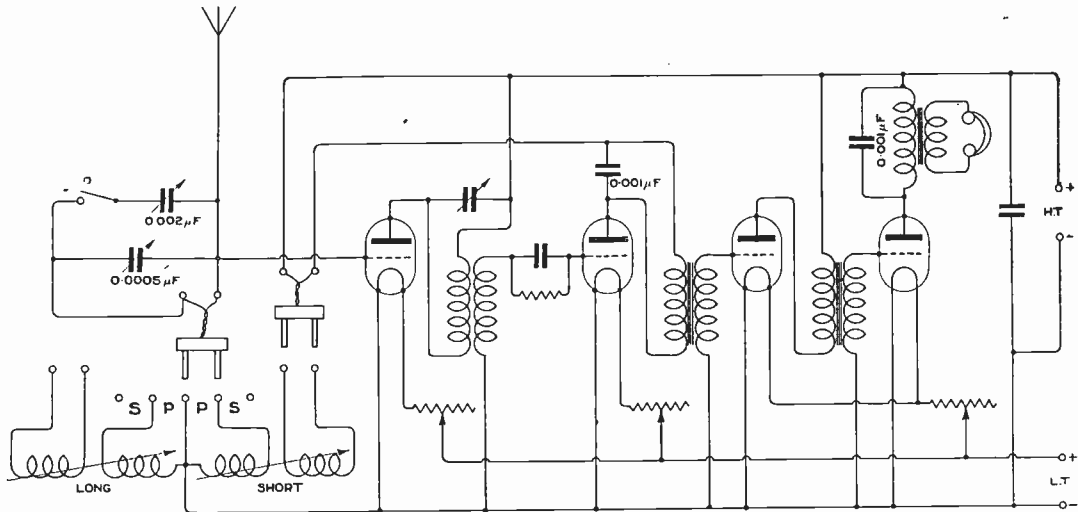 0.002µF
0.0005µF
0.001µF
0.001µF
+
H.T
-
S P P S
LONG
SHORT
+
L.T
-